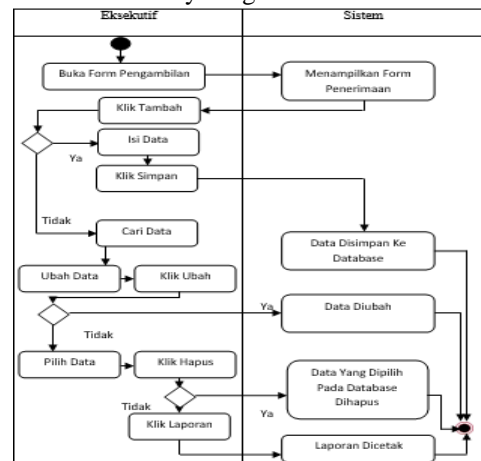 Eksekutif
Sistem
Buka Form Pengambilan
Menampilkan Form
Penerimaan
Klik Tambah
Isi Data
Ya
Klik Simpan
Tidak
Cari Data
Data Disimpan Ke
Database
Ubah Data
Klik Ubah
Ya
Data Diubah
Tidak
Pilih Data
Klik Hapus
Data Yang Dipilih
Pada Database
Dihapus
Tidak
Ya
Klik Laporan
Laporan Dicetak